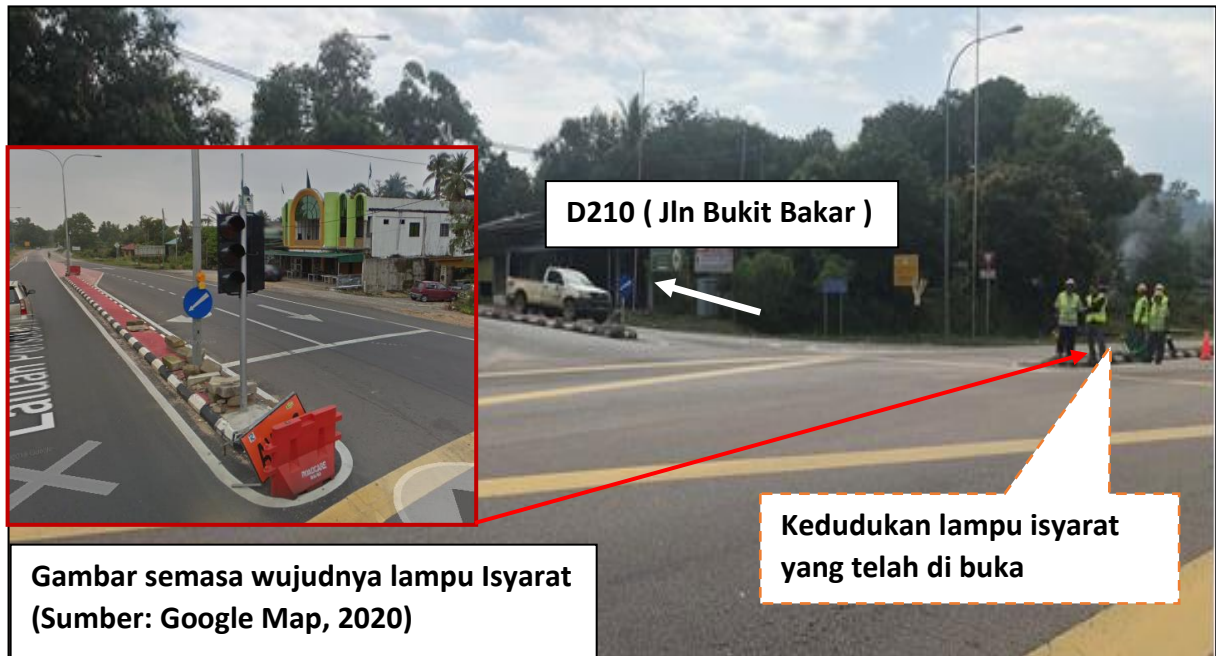 D210 ( Jln Bukit Bakar )
Kedudukan lampu isyarat
yang telah di buka
Gambar semasa wujudnya lampu Isyarat
(Sumber: Google Map, 2020)